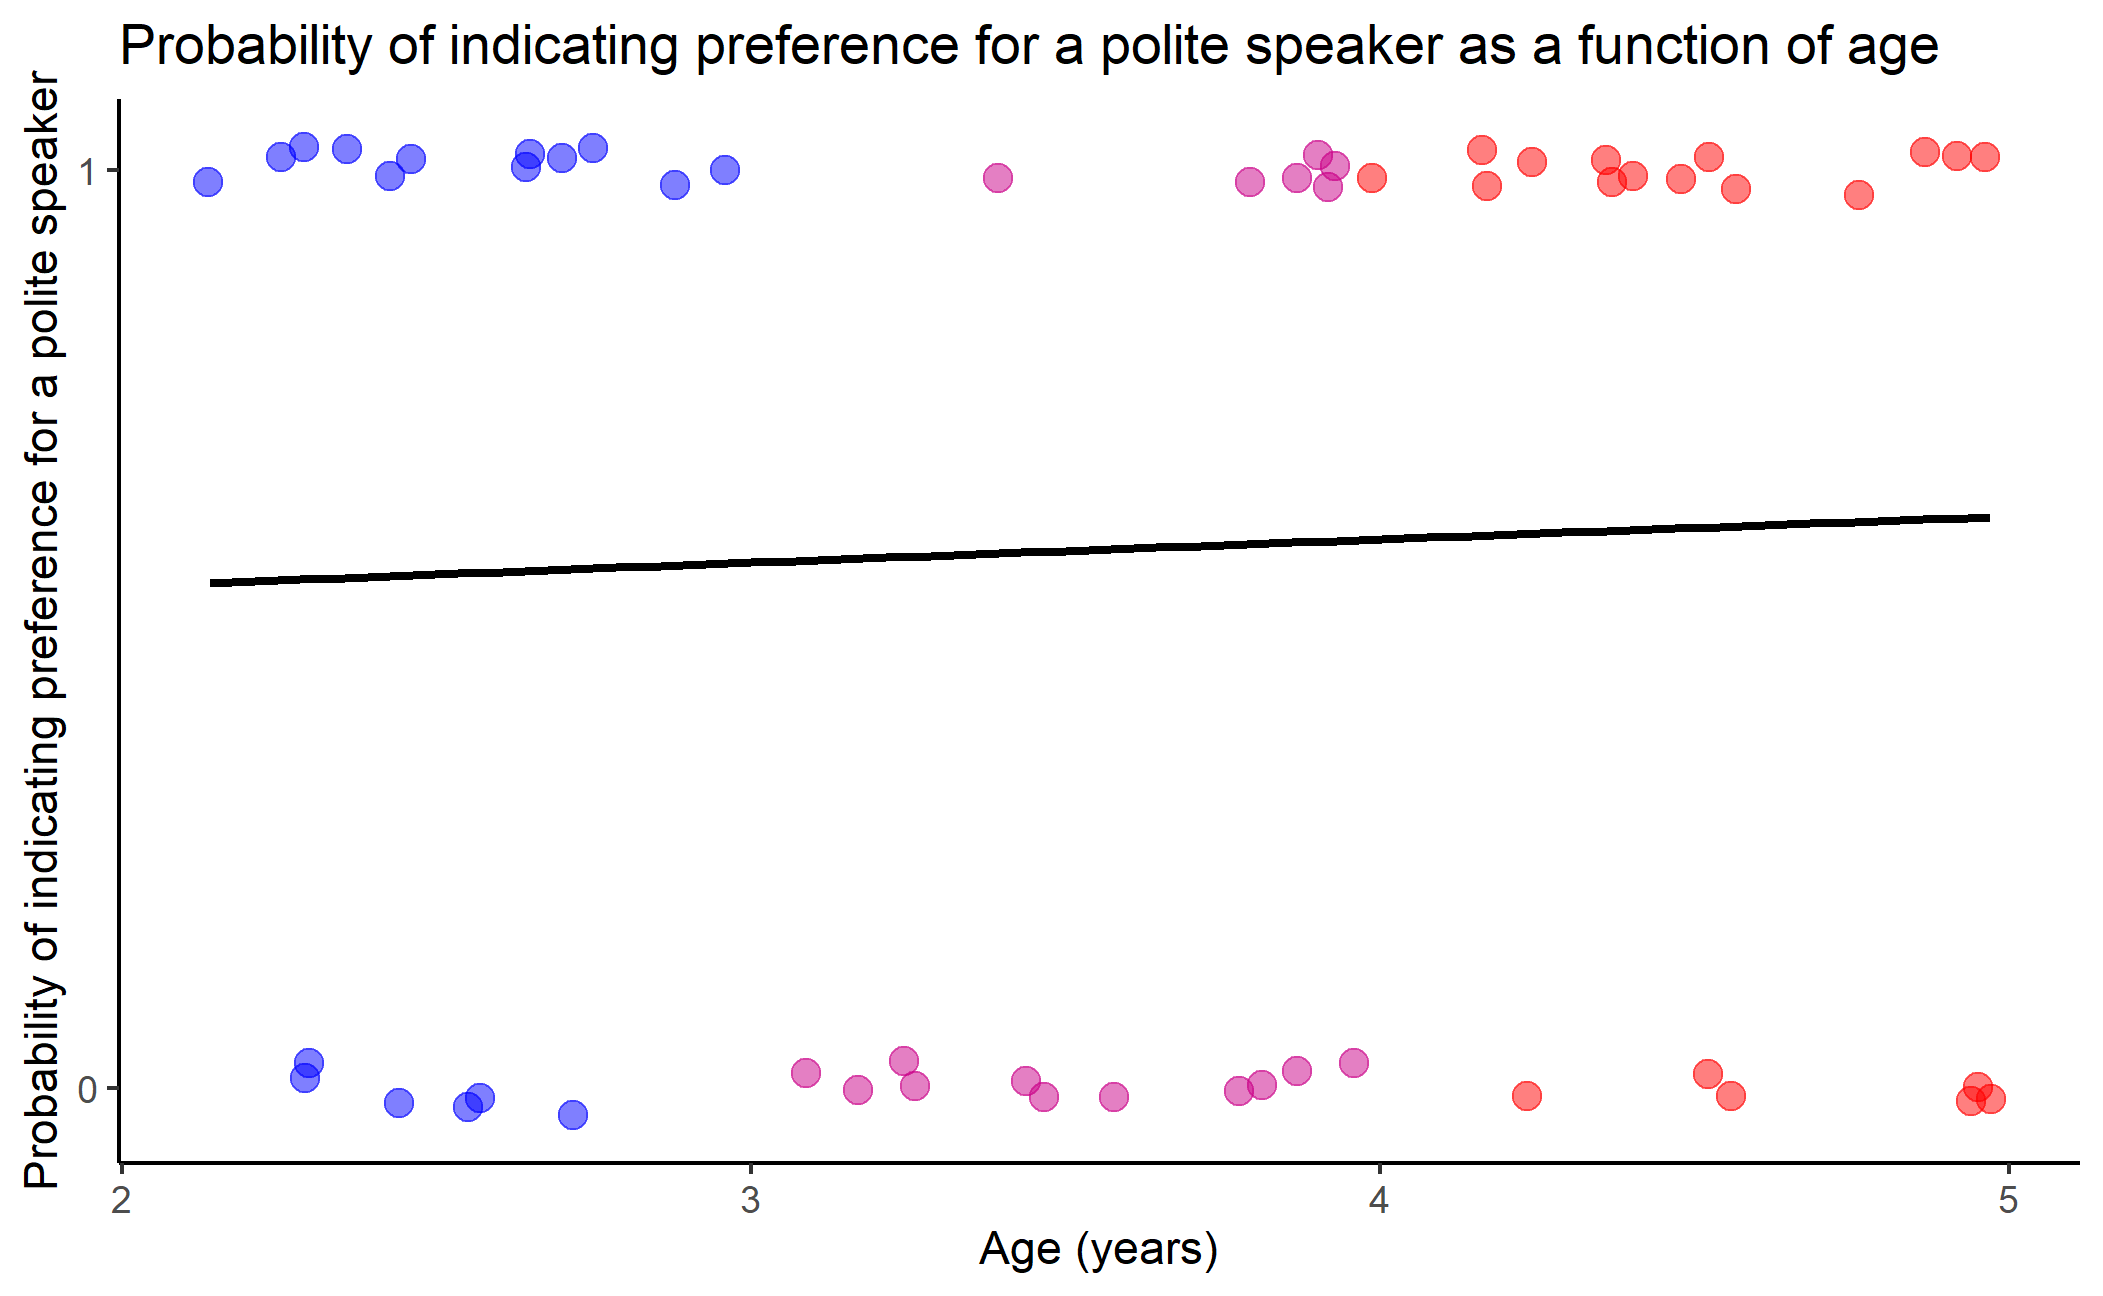 Probability of indicating preference for a polite speaker as a function of age
Probability of indicating preference for a polite speaker
1
0
2 3 4 5
Age (years)